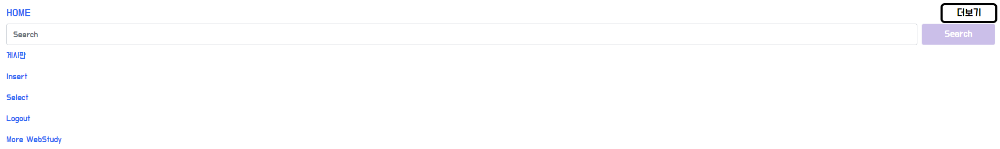 HOME
더보기
Search
Search
게시판
Insert
Select
Logout
More WebStudy